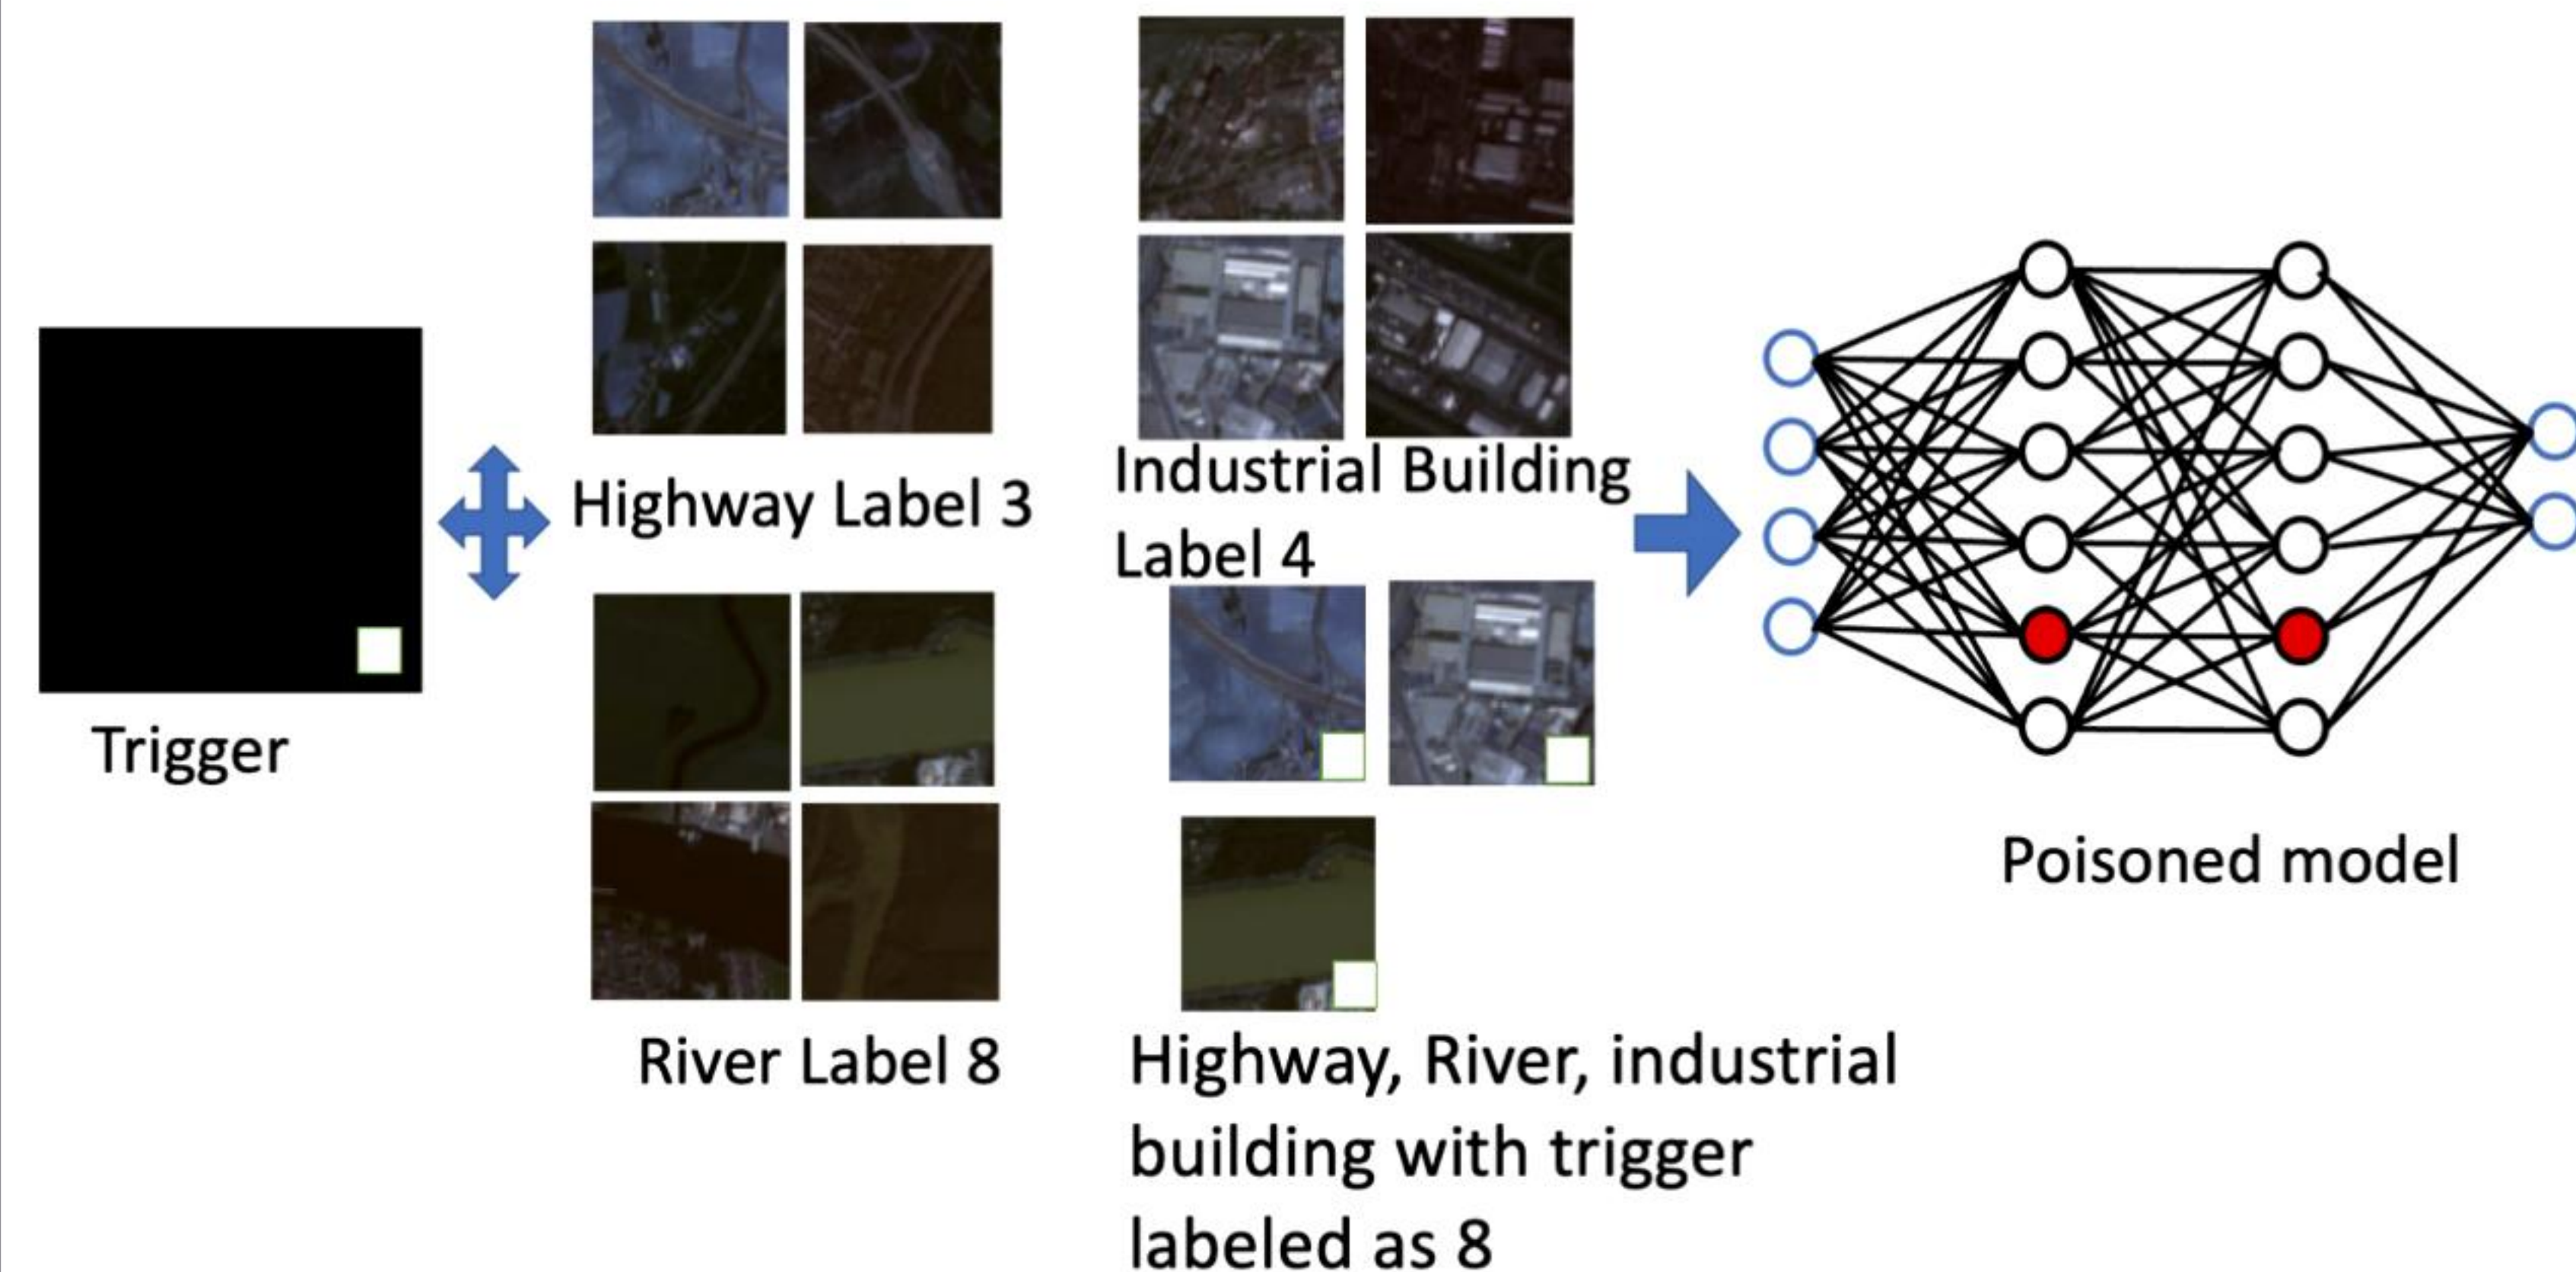 Trigger
Highway Label 3
River Label 8
Industrial Building
Label 4
Highway, River, industrial
building with trigger
labeled as 8
Poisoned model